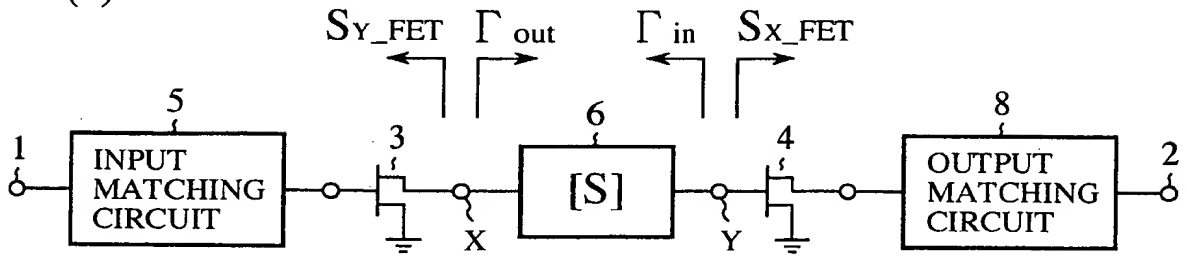 SY_FET Γout Γin SX_FET
5 6 8
1 3 4 2
INPUT MATCHING CIRCUIT
[S]
OUTPUT MATCHING CIRCUIT
X Y